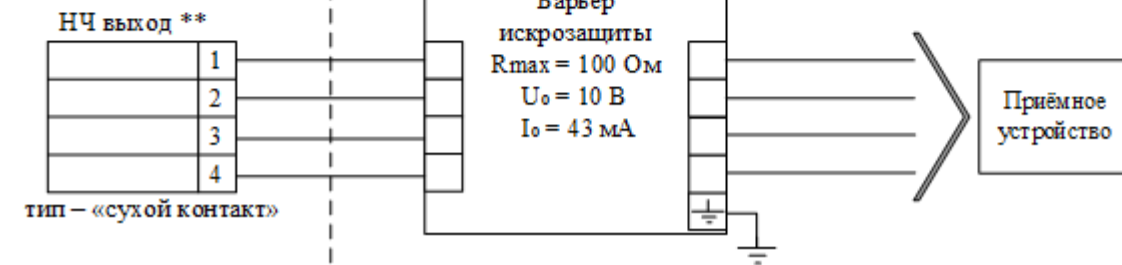 Барьер
НЧ выход **
искрозащиты
Rmax = 100 Ом
U₀ = 10 В
I₀ = 43 мА
1
2
3
4
тип – «сухой контакт»
Приёмное
устройство